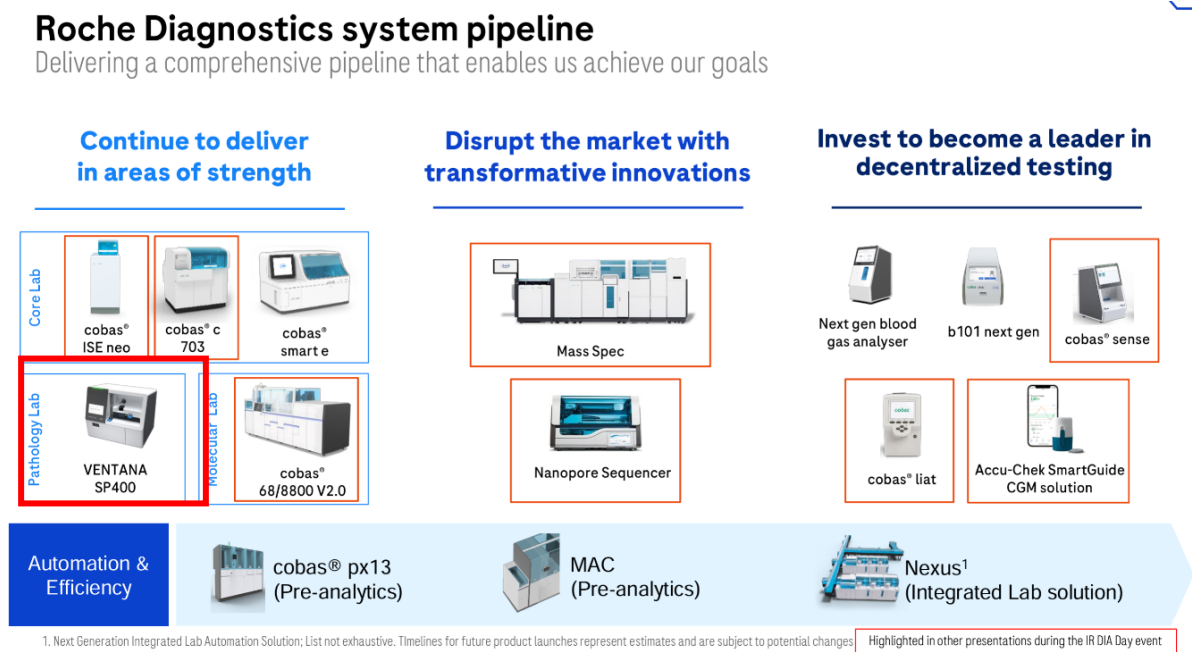 Roche Diagnostics system pipeline
Delivering a comprehensive pipeline that enables us achieve our goals
Continue to deliver
in areas of strength
Core Lab
cobas®
ISE neo
cobas® c
703
cobas®
smart e
Pathology Lab
VENTANA
SP400
Molecular Lab
cobas®
68/8800 V2.0
Disrupt the market with
transformative innovations
Mass Spec
Nanopore Sequencer
Invest to become a leader in
decentralized testing
Next gen blood
gas analyser
b101 next gen
cobas® sense
cobas
cobas® liat
Accu-Chek SmartGuide
CGM solution
Automation &
Efficiency
cobas® px13
(Pre-analytics)
MAC
(Pre-analytics)
Nexus¹
(Integrated Lab solution)
1. Next Generation Integrated Lab Automation Solution; List not exhaustive. TImelines for future product launches represent estimates and are subject to potential changes
Highlighted in other presentations during the IR DIA Day event